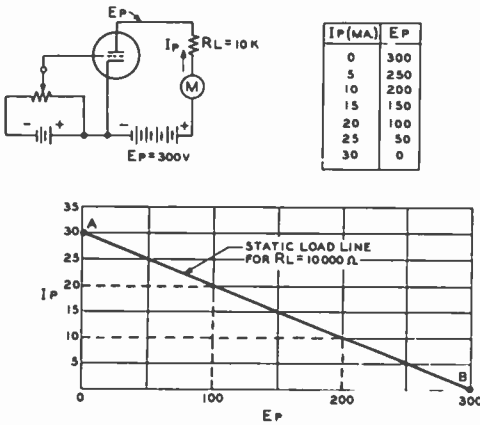 EP
IP
RL=10K
M
- +
- +
EP=300V
IP(MA.) EP
0 300
5 250
10 200
15 150
20 100
25 50
30 0
35
30
25
20
15
10
5
IP
A
STATIC LOAD LINE
FOR RL=10000Ω
B
0 100 200 300
EP